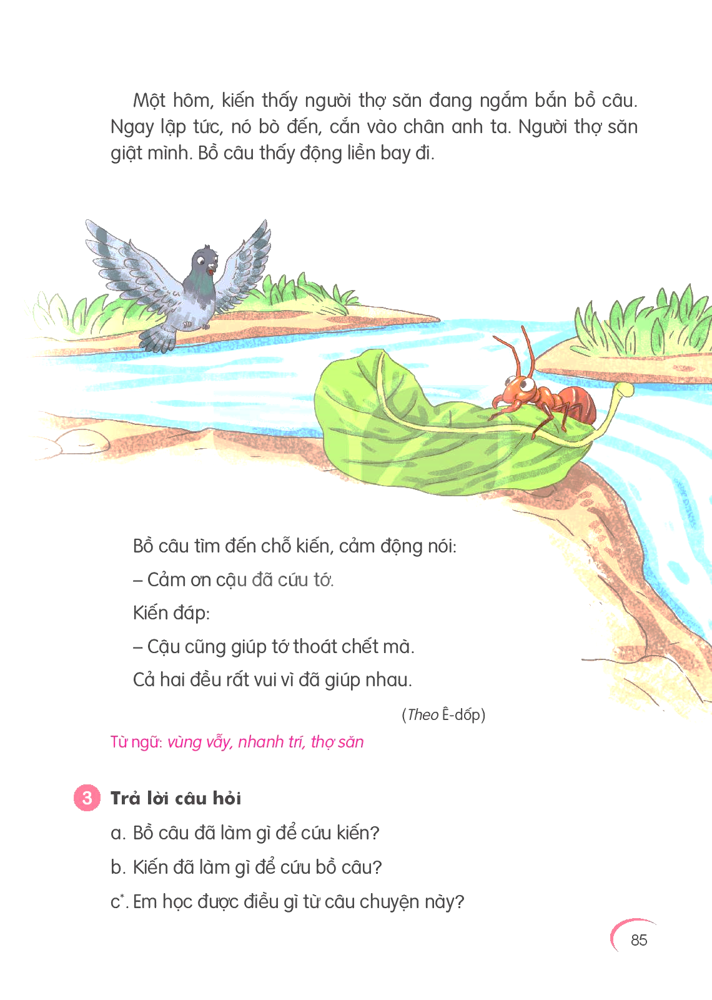 Một hôm, kiến thấy người thợ săn đang ngắm bắn bồ câu.
Ngay lập tức, nó bò đến, cắn vào chân anh ta. Người thợ săn
giật mình. Bồ câu thấy động liền bay đi.
Bồ câu tìm đến chỗ kiến, cảm động nói:
– Cảm ơn cậu đã cứu tớ.
Kiến đáp:
– Cậu cũng giúp tớ thoát chết mà.
Cả hai đều rất vui vì đã giúp nhau.
(Theo Ê-dốp)
Từ ngữ: vùng vẫy, nhanh trí, thợ săn
3 Trả lời câu hỏi
a. Bồ câu đã làm gì để cứu kiến?
b. Kiến đã làm gì để cứu bồ câu?
c*. Em học được điều gì từ câu chuyện này?
85